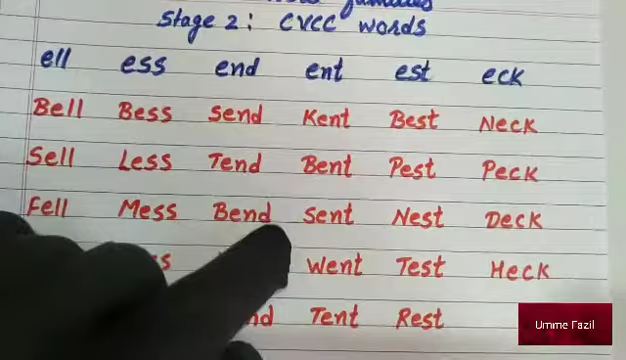 families
Stage 2: CVCC words
ell ess end ent est eck
Bell Bess Send Kent Best Neck
Sell Less Tend Bent Pest Peck
Fell Mess Bend Sent Nest Deck
Went Test Heck
Tent Rest
Umme Fazil